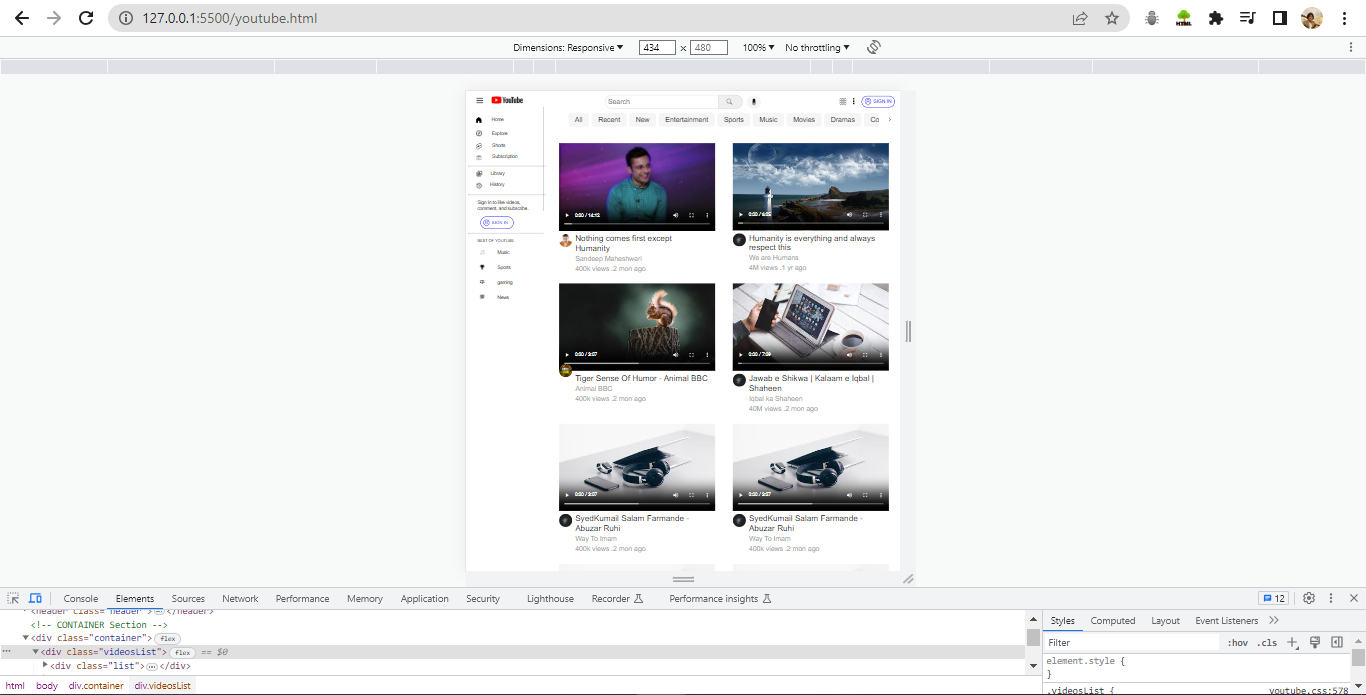 127.0.0.1:5500/youtube.html
HTML
Dimensions: Responsive ▼ 434 x 480 100% ▼ No throttling ▼
YouTube Search SIGN IN
All Recent New Entertainment Sports Music Movies Dramas Co
Home
Explore
Shorts
Subscription
Library
History
Sign in to like videos,
comment, and subscribe.
SIGN IN
BEST OF YOUTUBE
Music
Sports
gaming
News
0:00 / 14:12
Nothing comes first except
Humanity
Sandeep Maheshwari
400k views .2 mon ago
Humanity is everything and always
respect this
We are Humans
4M views .1 yr ago
0:00 / 3:07
Tiger Sense Of Humor - Animal BBC
Animal BBC
400k views .2 mon ago
0:00 / 7:09
Jawab e Shikwa | Kalaam e Iqbal |
Shaheen
Iqbal ka Shaheen
40M views .2 mon ago
0:00 / 3:07
SyedKumail Salam Farmande -
Abuzar Ruhi
Way To Imam
400k views .2 mon ago
0:00 / 3:07
SyedKumail Salam Farmande -
Abuzar Ruhi
Way To Imam
400k views .2 mon ago
Console Elements Sources Network Performance Memory Application Security Lighthouse Recorder Performance insights 12
<header class="header">…</header>
<!-- CONTAINER Section -->
▼<div class="container"> flex
… ▼<div class="videosList"> flex == $0
▶<div class="list">…</div>
html body div.container div.videosList
Styles Computed Layout Event Listeners »
Filter :hov .cls +
element.style {
}
.videosList { youtube.css:578